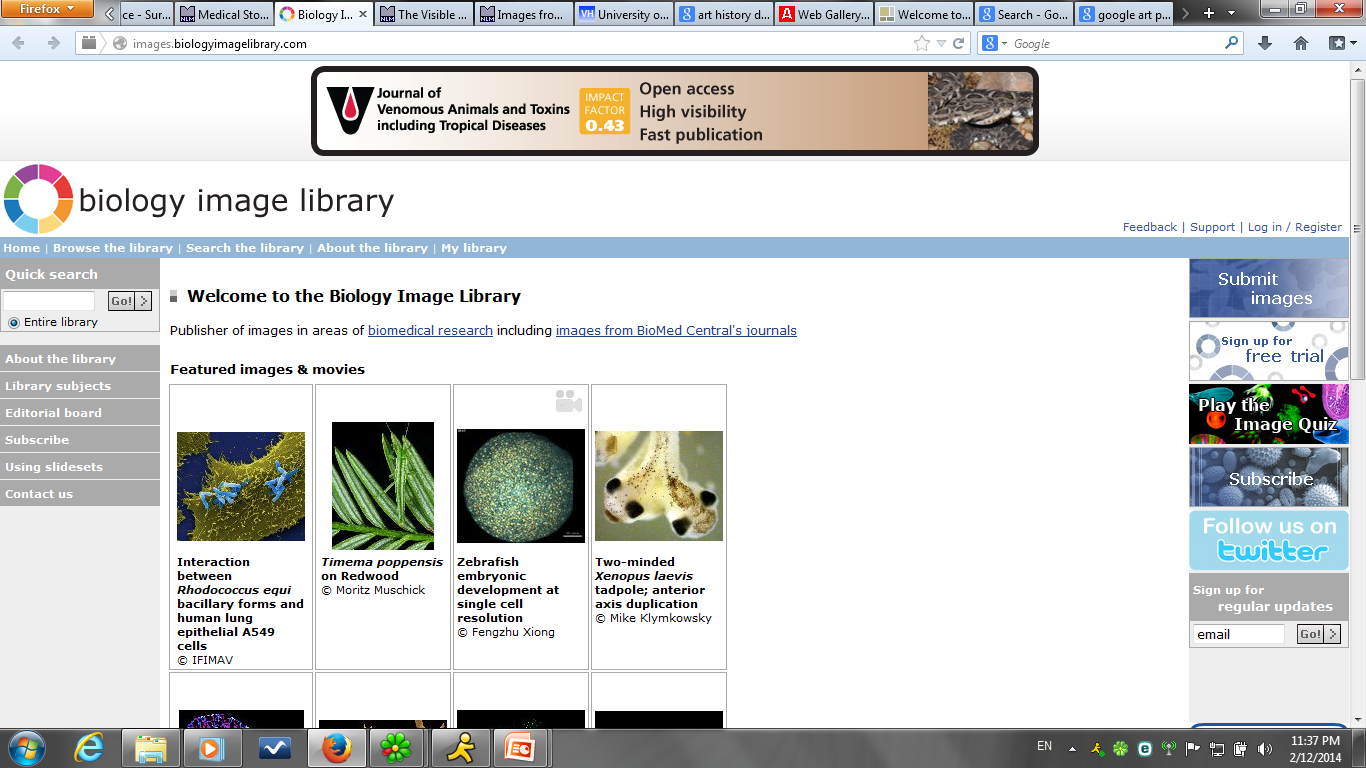 Firefox
ce - Sur...
Medical Sto...
Biology I...
The Visible ...
Images fro...
University o...
art history d...
Web Gallery...
Welcome to...
Search - Go...
google art p...
images.biologyimagelibrary.com
Google
Journal of
Venomous Animals and Toxins
including Tropical Diseases
IMPACT
FACTOR
0.43
Open access
High visibility
Fast publication
biology image library
Feedback | Support | Log in / Register
Home | Browse the library | Search the library | About the library | My library
Quick search
Go!
Entire library
About the library
Library subjects
Editorial board
Subscribe
Using slidesets
Contact us
Welcome to the Biology Image Library
Publisher of images in areas of biomedical research including images from BioMed Central's journals
Featured images & movies
Interaction
between
Rhodococcus equi
bacillary forms and
human lung
epithelial A549
cells
© IFIMAV
Timema poppensis
on Redwood
© Moritz Muschick
Zebrafish
embryonic
development at
single cell
resolution
© Fengzhu Xiong
Two-minded
Xenopus laevis
tadpole; anterior
axis duplication
© Mike Klymkowsky
Submit
images
Sign up for
free trial
Play the
Image Quiz
Subscribe
Follow us on
twitter
Sign up for
regular updates
email
Go!
EN
11:37 PM
2/12/2014